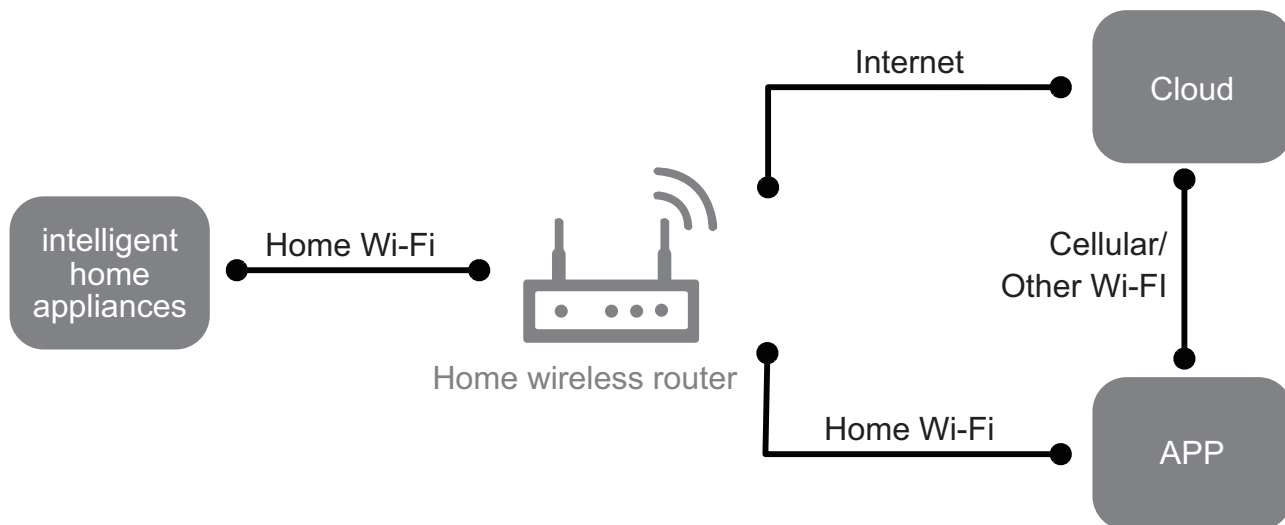 Internet
Cloud
intelligent
home
appliances
Home Wi-Fi
Cellular/
Other Wi-FI
Home wireless router
Home Wi-Fi
APP